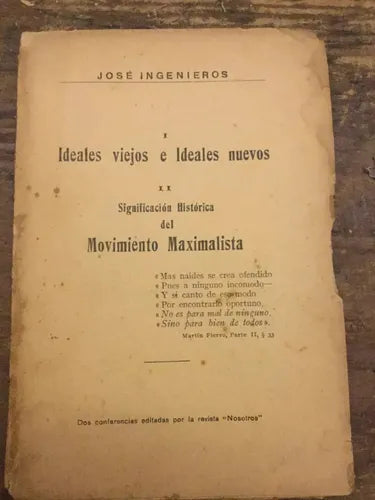 JOSÉ INGENIEROS
I
Ideales viejos e Ideales nuevos
II
Significación Histórica
del
Movimiento Maximalista
« Mas naides se crea ofendido
« Pues a ninguno incomodo—
« Y si canto de este modo
« Por encontrarlo oportuno,
« No es para mal de ninguno,
« Sino para bien de todos».
Martín Fierro, Parte II, § 33
Dos conferencias editadas por la revista "Nosotros"